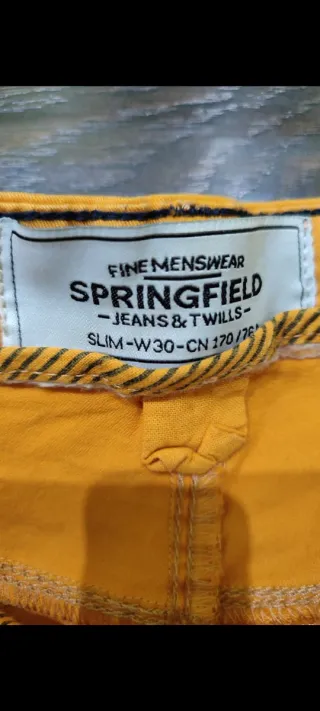 FINE MENSWEAR
SPRINGFIELD
-JEANS & TWILLS-
SLIM-W30-CN 170/76